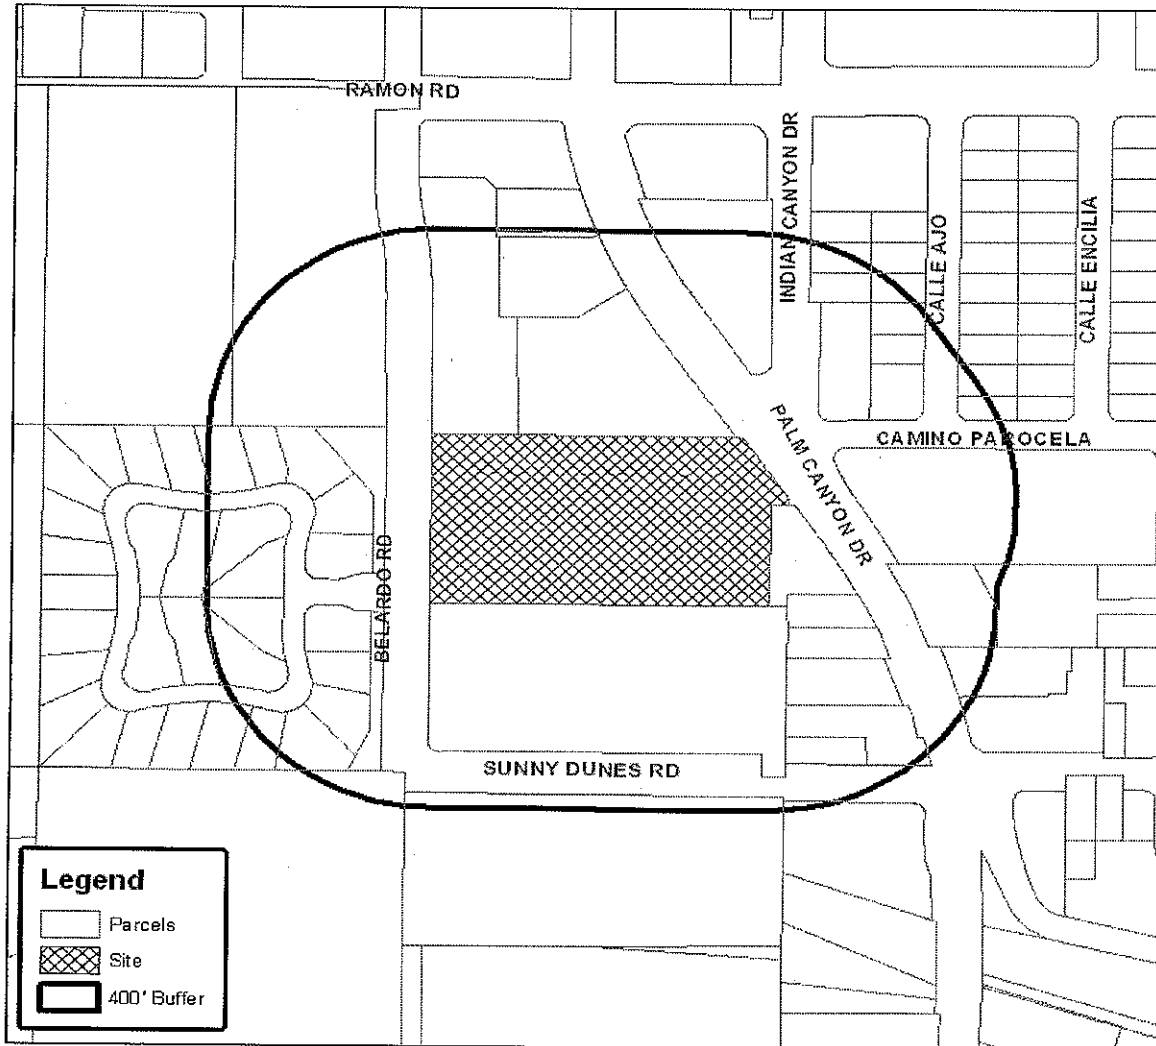 RAMON RD
INDIAN CANYON DR
CALLE AJO
CALLE ENCILIA
PALM CANYON DR
CAMINO PAROCELA
BELARDO RD
SUNNY DUNES RD
Legend
Parcels
Site
400' Buffer